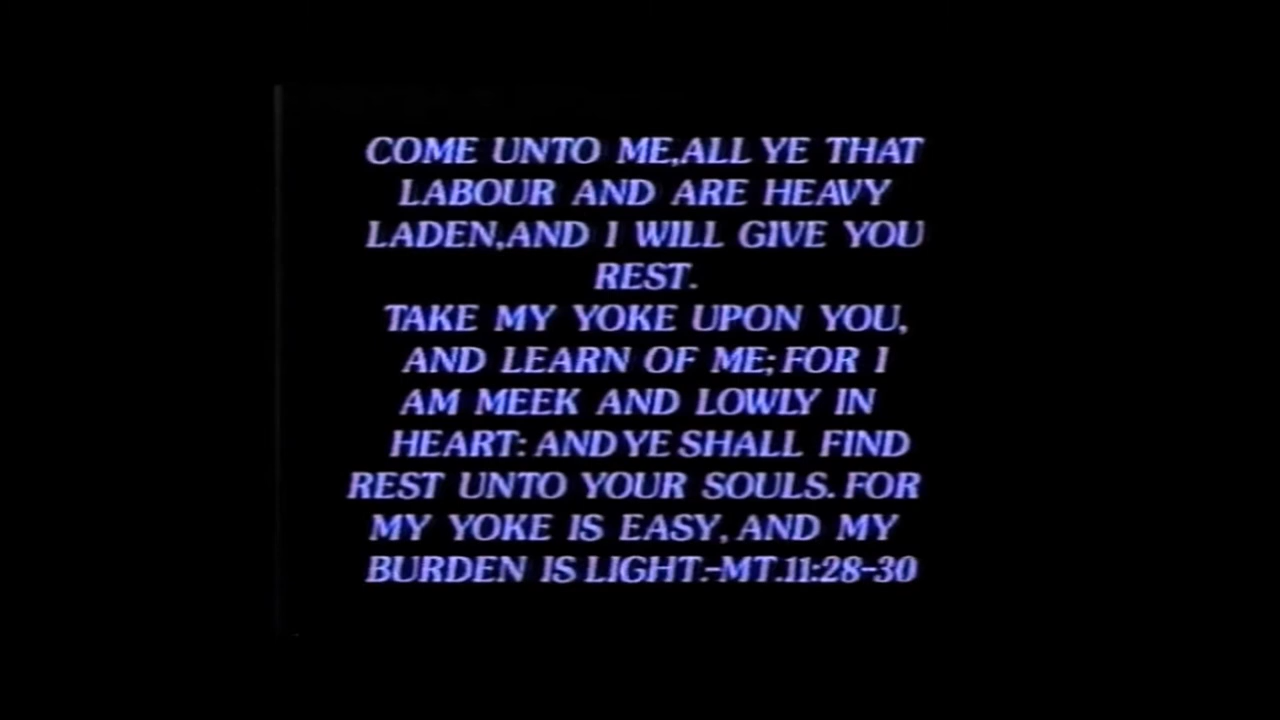 COME UNTO ME,ALL YE THAT
LABOUR AND ARE HEAVY
LADEN,AND I WILL GIVE YOU
REST.
TAKE MY YOKE UPON YOU,
AND LEARN OF ME; FOR I
AM MEEK AND LOWLY IN
HEART: AND YE SHALL FIND
REST UNTO YOUR SOULS. FOR
MY YOKE IS EASY, AND MY
BURDEN IS LIGHT.-MT.11:28-30